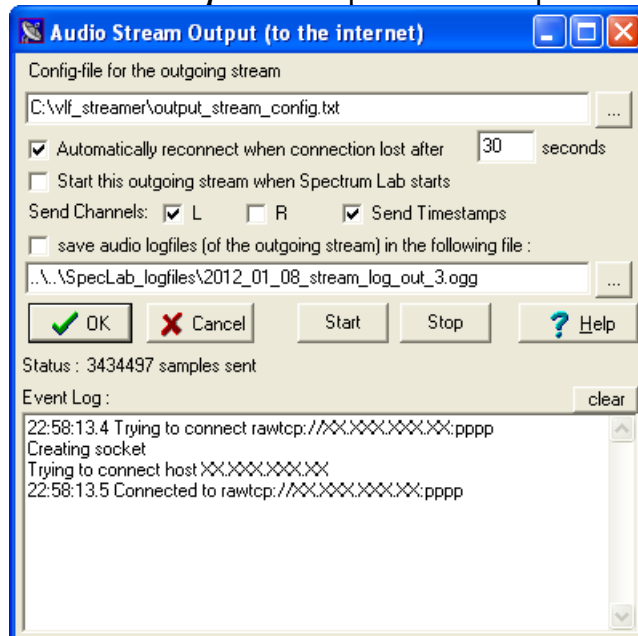 Audio Stream Output (to the internet)
Config-file for the outgoing stream
C:\vlf_streamer\output_stream_config.txt
...
Automatically reconnect when connection lost after 30 seconds
Start this outgoing stream when Spectrum Lab starts
Send Channels: L R Send Timestamps
save audio logfiles (of the outgoing stream) in the following file :
..\..\SpecLab_logfiles\2012_01_08_stream_log_out_3.ogg
...
OK Cancel Start Stop ? Help
Status : 3434497 samples sent
Event Log : clear
22:58:13.4 Trying to connect rawtcp://XX.XXX.XXX.XX:pppp
Creating socket
Trying to connect host XX.XXX.XXX.XX
22:58:13.5 Connected to rawtcp://XX.XXX.XXX.XX:pppp